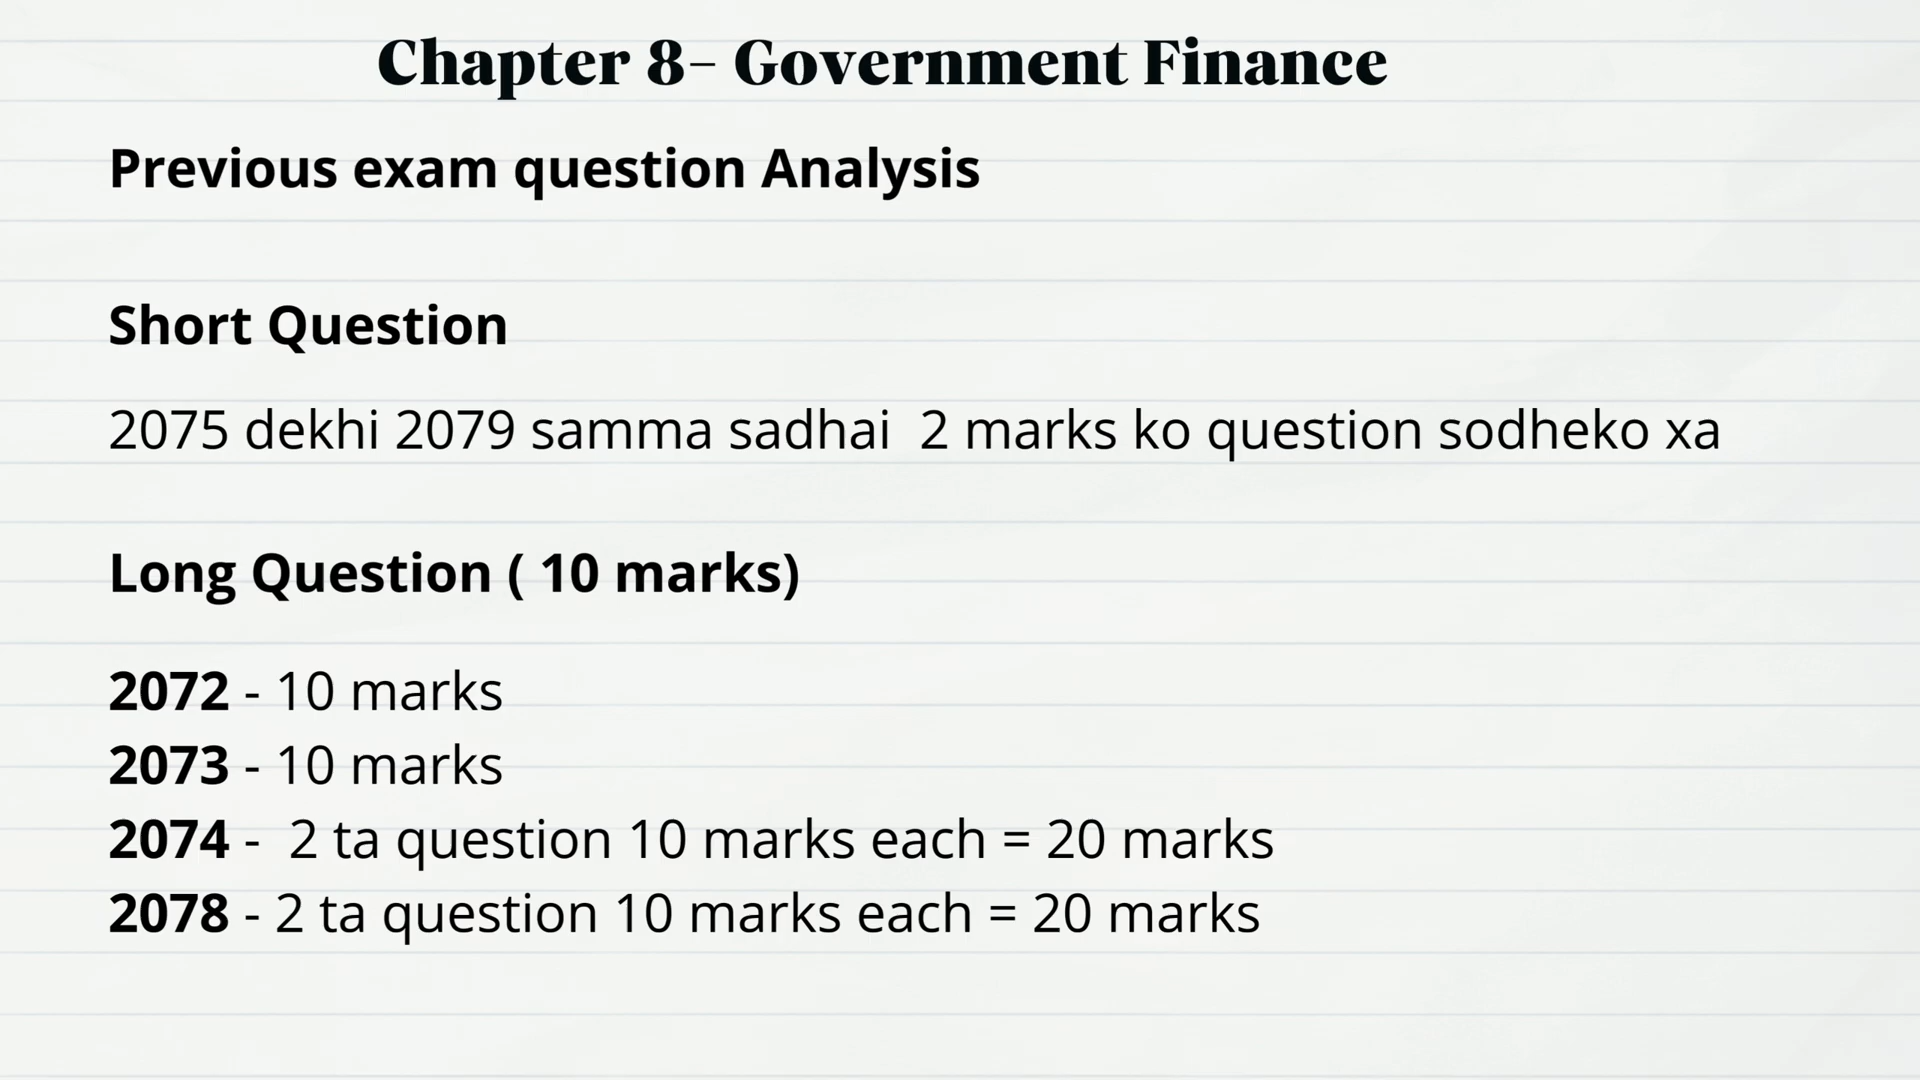 Chapter 8- Government Finance
Previous exam question Analysis
Short Question
2075 dekhi 2079 samma sadhai  2 marks ko question sodheko xa
Long Question ( 10 marks)
2072 - 10 marks
2073 - 10 marks
2074 -  2 ta question 10 marks each = 20 marks
2078 - 2 ta question 10 marks each = 20 marks